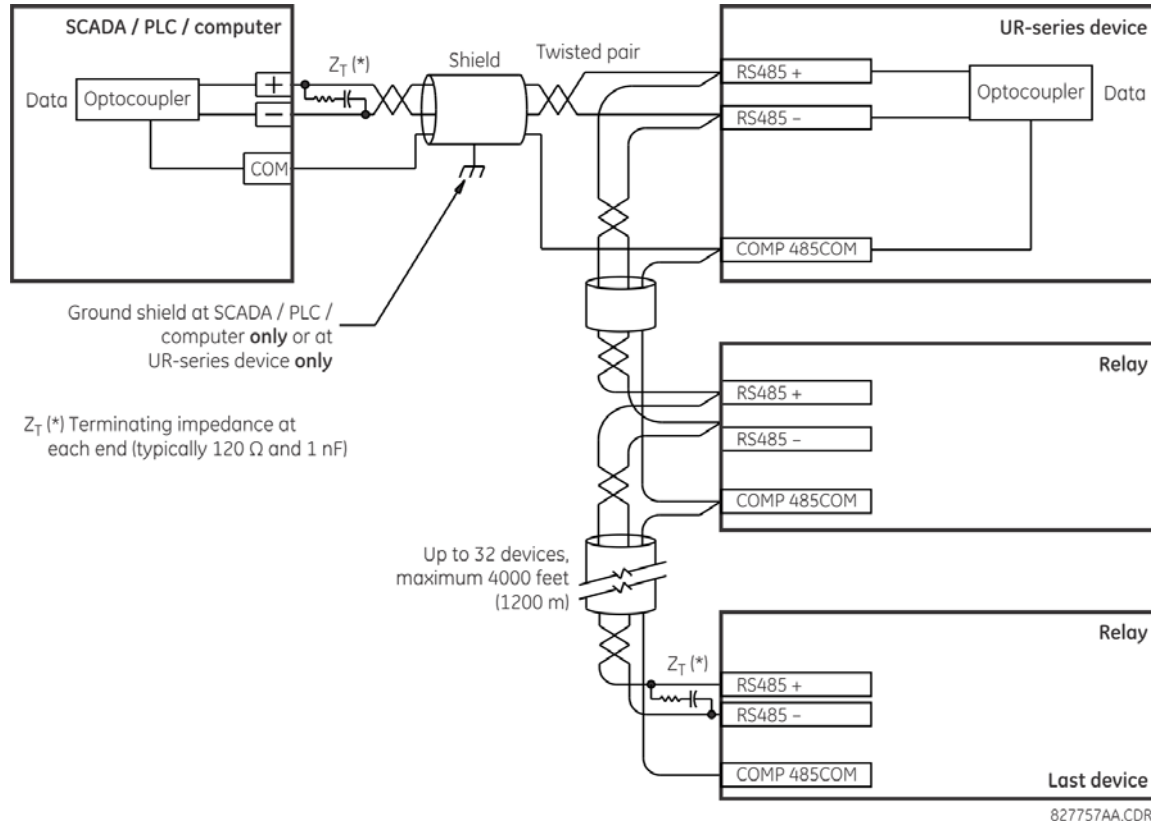 SCADA / PLC / computer
Data
Optocoupler
+
−
COM
Z_T (*)
Shield
Twisted pair
UR-series device
RS485 +
RS485 −
COMP 485COM
Optocoupler
Data
Ground shield at SCADA / PLC /
computer only or at
UR-series device only
Z_T (*) Terminating impedance at
each end (typically 120 Ω and 1 nF)
Relay
RS485 +
RS485 −
COMP 485COM
Up to 32 devices,
maximum 4000 feet
(1200 m)
Relay
Z_T (*)
RS485 +
RS485 −
COMP 485COM
Last device
827757AA.CDR